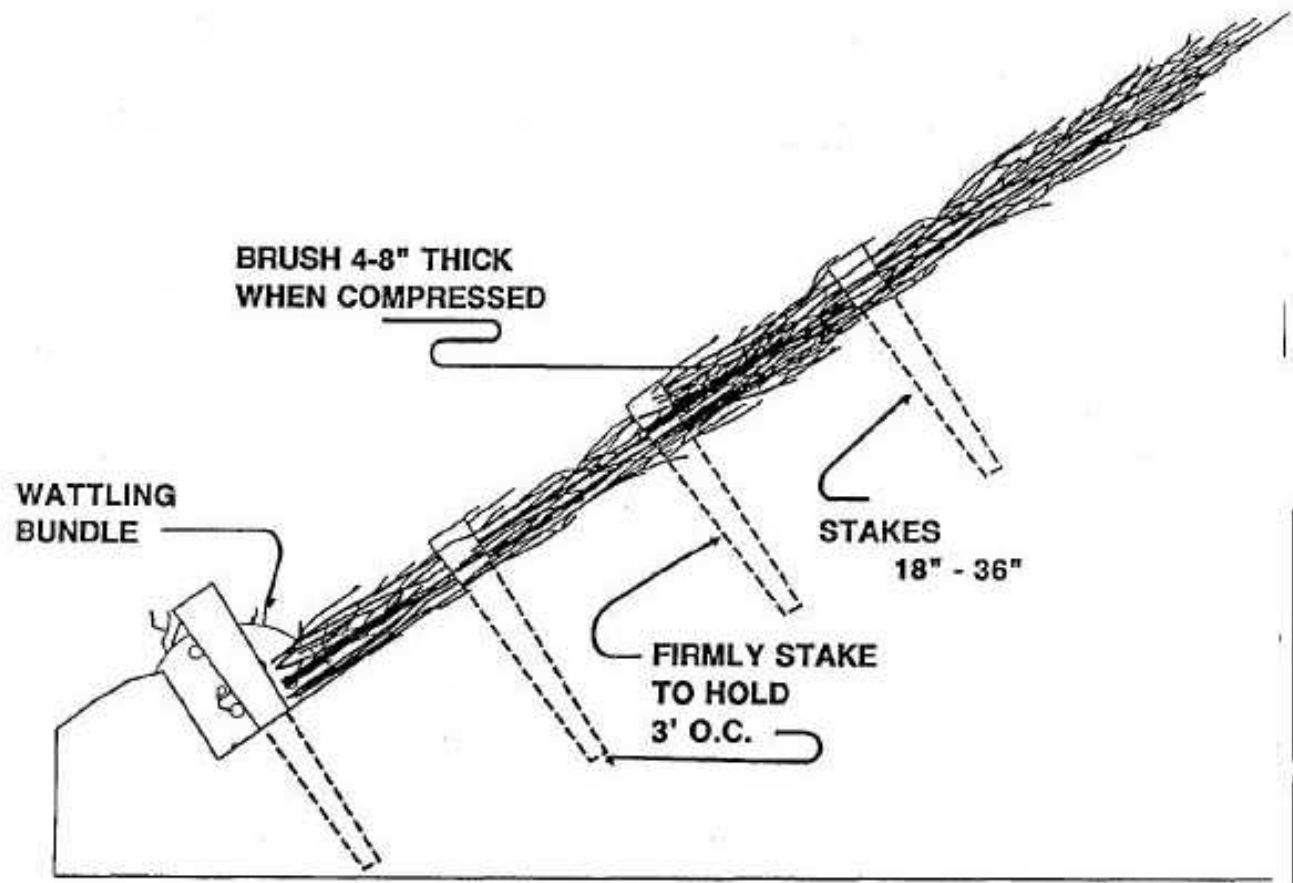 BRUSH 4-8" THICK
WHEN COMPRESSED
WATTLING
BUNDLE
STAKES
18" - 36"
FIRMLY STAKE
TO HOLD
3' O.C.